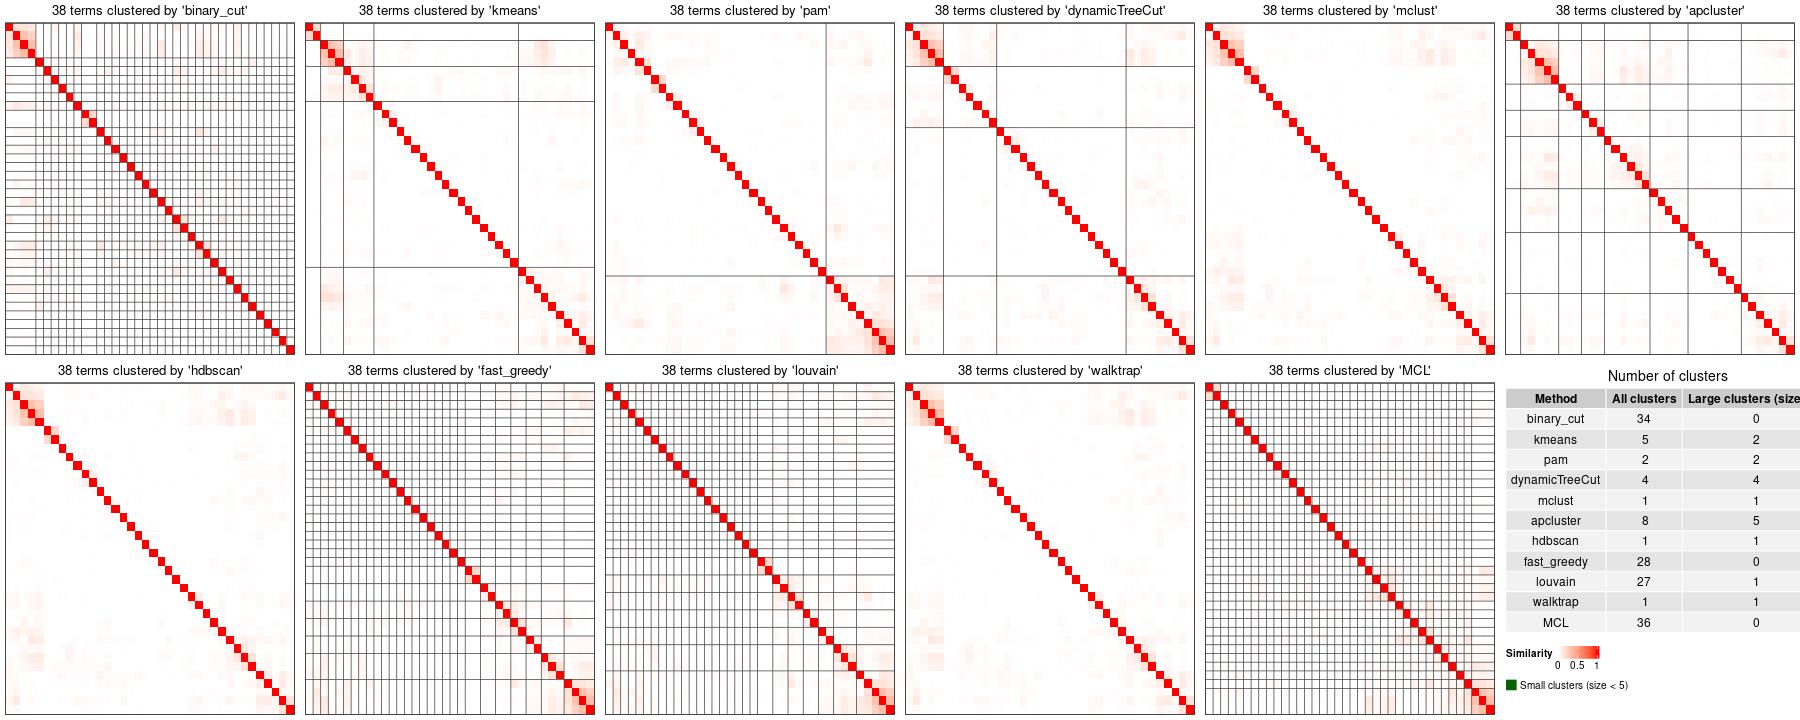 38 terms clustered by 'binary_cut'
38 terms clustered by 'kmeans'
38 terms clustered by 'pam'
38 terms clustered by 'dynamicTreeCut'
38 terms clustered by 'mclust'
38 terms clustered by 'apcluster'
38 terms clustered by 'hdbscan'
38 terms clustered by 'fast_greedy'
38 terms clustered by 'louvain'
38 terms clustered by 'walktrap'
38 terms clustered by 'MCL'
Number of clusters
Method All clusters Large clusters (size
binary_cut 34 0
kmeans 5 2
pam 2 2
dynamicTreeCut 4 4
mclust 1 1
apcluster 8 5
hdbscan 1 1
fast_greedy 28 0
louvain 27 1
walktrap 1 1
MCL 36 0
Similarity
0 0.5 1
Small clusters (size < 5)